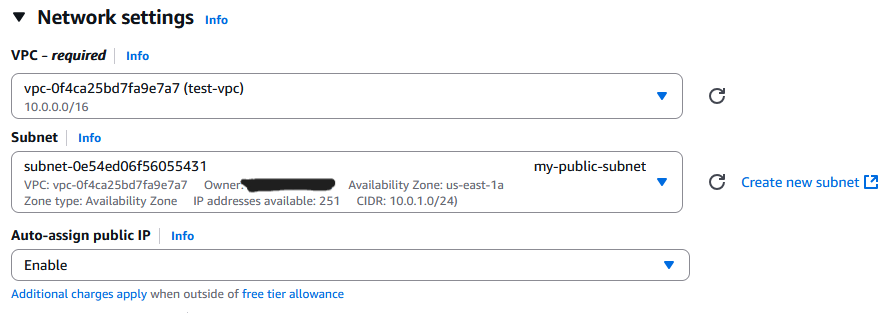 Network settings Info
VPC – required Info
vpc-0f4ca25bd7fa9e7a7 (test-vpc)
10.0.0.0/16
Subnet Info
subnet-0e54ed06f56055431 my-public-subnet
VPC: vpc-0f4ca25bd7fa9e7a7 Owner: Availability Zone: us-east-1a
Zone type: Availability Zone IP addresses available: 251 CIDR: 10.0.1.0/24)
Create new subnet
Auto-assign public IP Info
Enable
Additional charges apply when outside of free tier allowance